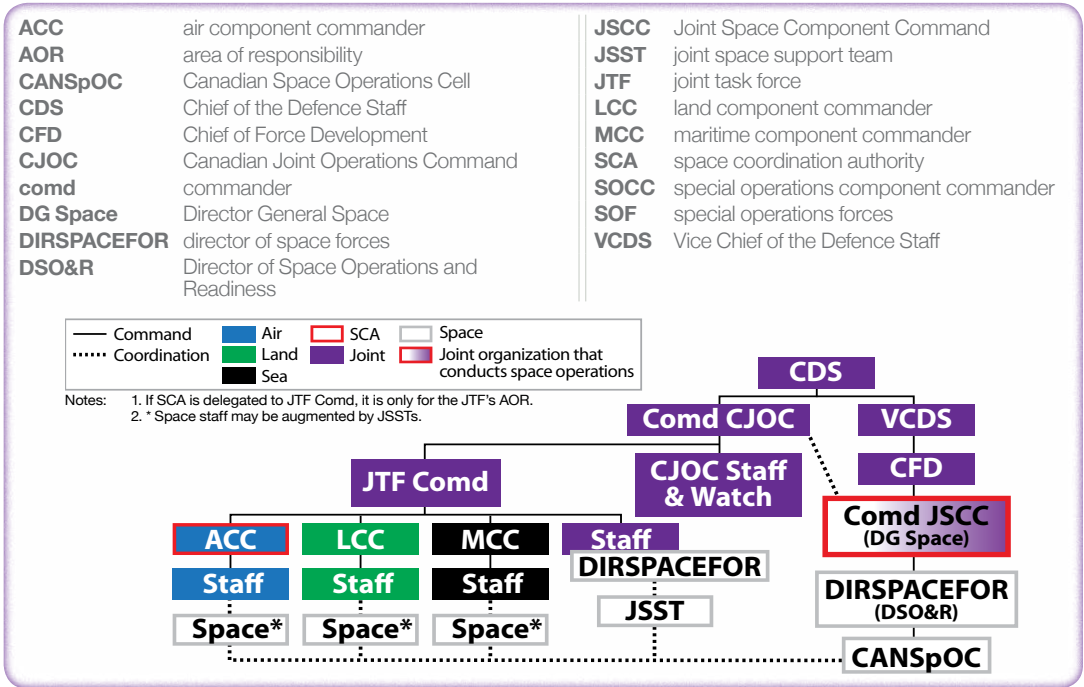 ACC air component commander
AOR area of responsibility
CANSpOC Canadian Space Operations Cell
CDS Chief of the Defence Staff
CFD Chief of Force Development
CJOC Canadian Joint Operations Command
comd commander
DG Space Director General Space
DIRSPACEFOR director of space forces
DSO&R Director of Space Operations and
Readiness
JSCC Joint Space Component Command
JSST joint space support team
JTF joint task force
LCC land component commander
MCC maritime component commander
SCA space coordination authority
SOCC special operations component commander
SOF special operations forces
VCDS Vice Chief of the Defence Staff
Command
Coordination
Air
Land
Sea
SCA
Joint
Space
Joint organization that
conducts space operations
Notes: 1. If SCA is delegated to JTF Comd, it is only for the JTF's AOR.
2. * Space staff may be augmented by JSSTs.
CDS
Comd CJOC
VCDS
JTF Comd
CJOC Staff
& Watch
CFD
Comd JSCC
(DG Space)
ACC
LCC
MCC
Staff
DIRSPACEFOR
Staff
Staff
Staff
DIRSPACEFOR
(DSO&R)
JSST
Space*
Space*
Space*
CANSpOC